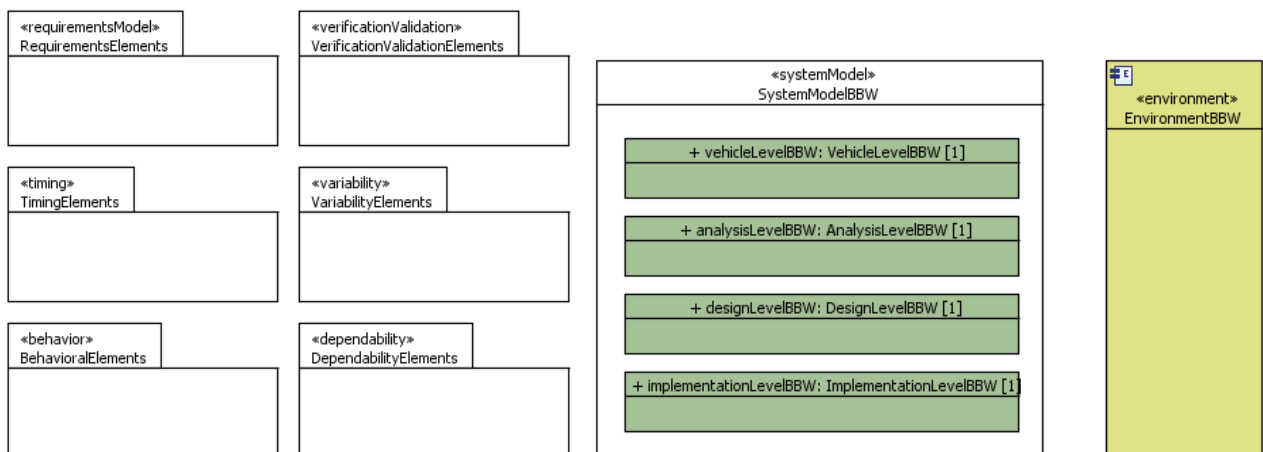 «requirementsModel»
RequirementsElements
«verificationValidation»
VerificationValidationElements
«timing»
TimingElements
«variability»
VariabilityElements
«behavior»
BehavioralElements
«dependability»
DependabilityElements
«systemModel»
SystemModelBBW
+ vehicleLevelBBW: VehicleLevelBBW [1]
+ analysisLevelBBW: AnalysisLevelBBW [1]
+ designLevelBBW: DesignLevelBBW [1]
+ implementationLevelBBW: ImplementationLevelBBW [1]
E
«environment»
EnvironmentBBW